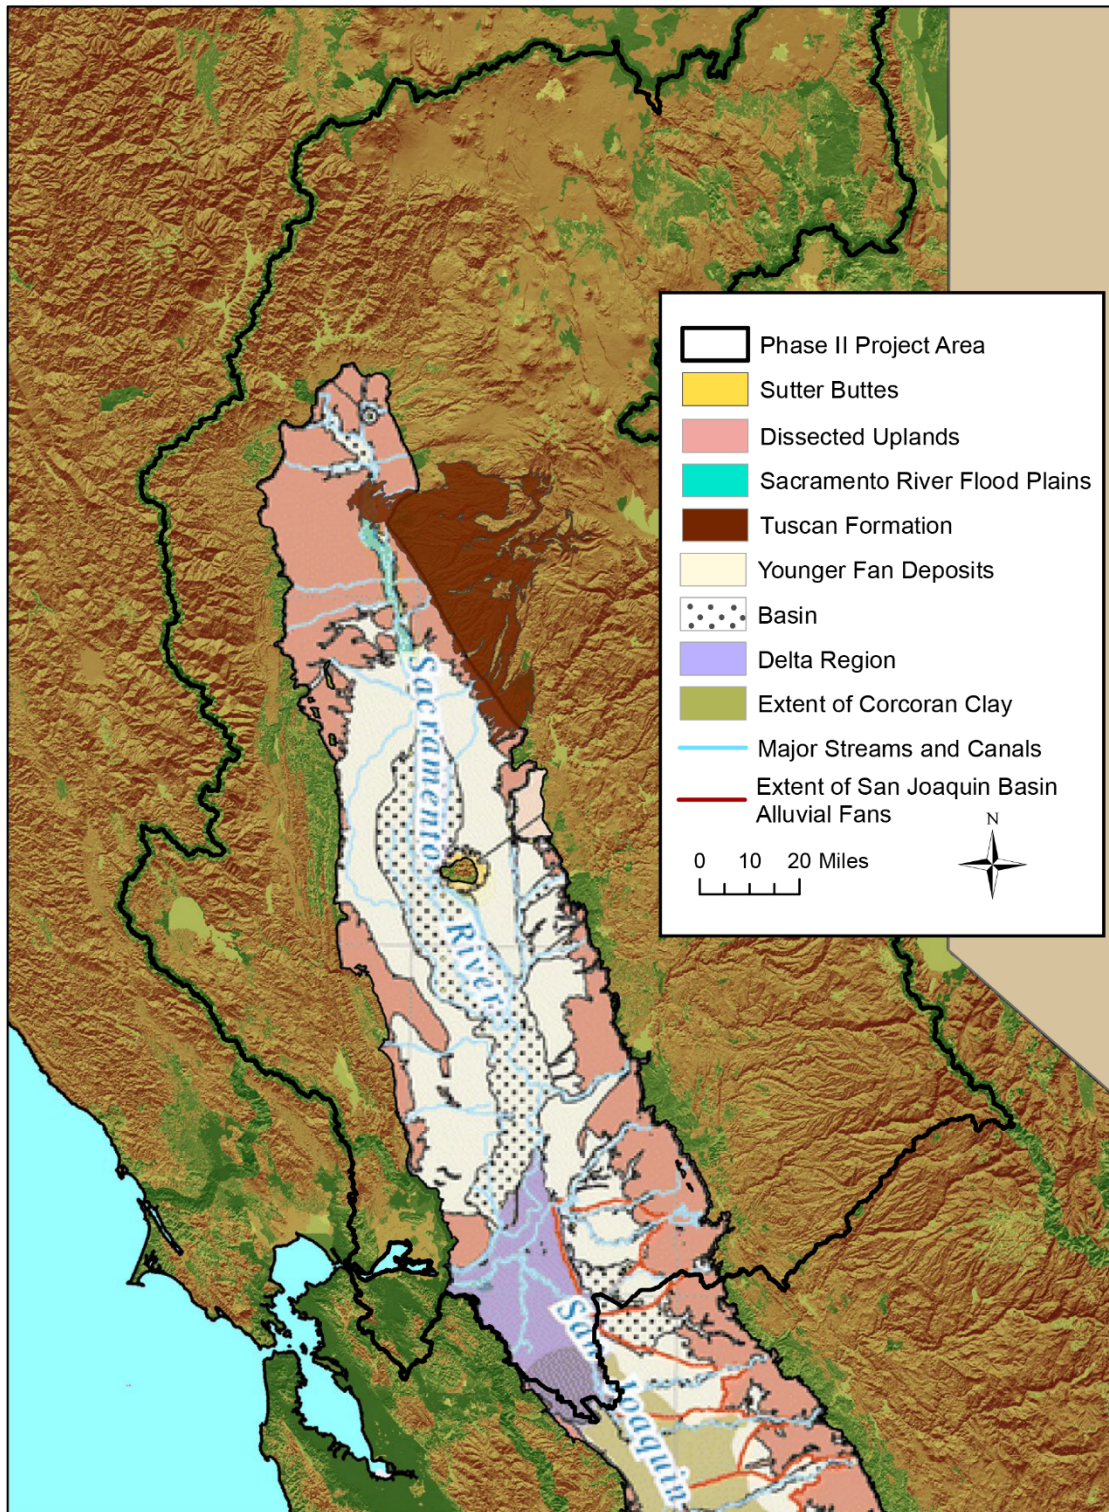 Phase II Project Area
Sutter Buttes
Dissected Uplands
Sacramento River Flood Plains
Tuscan Formation
Younger Fan Deposits
Basin
Delta Region
Extent of Corcoran Clay
Major Streams and Canals
Extent of San Joaquin Basin
Alluvial Fans
N
0 10 20 Miles
Sacramento
River
San
Joaquin